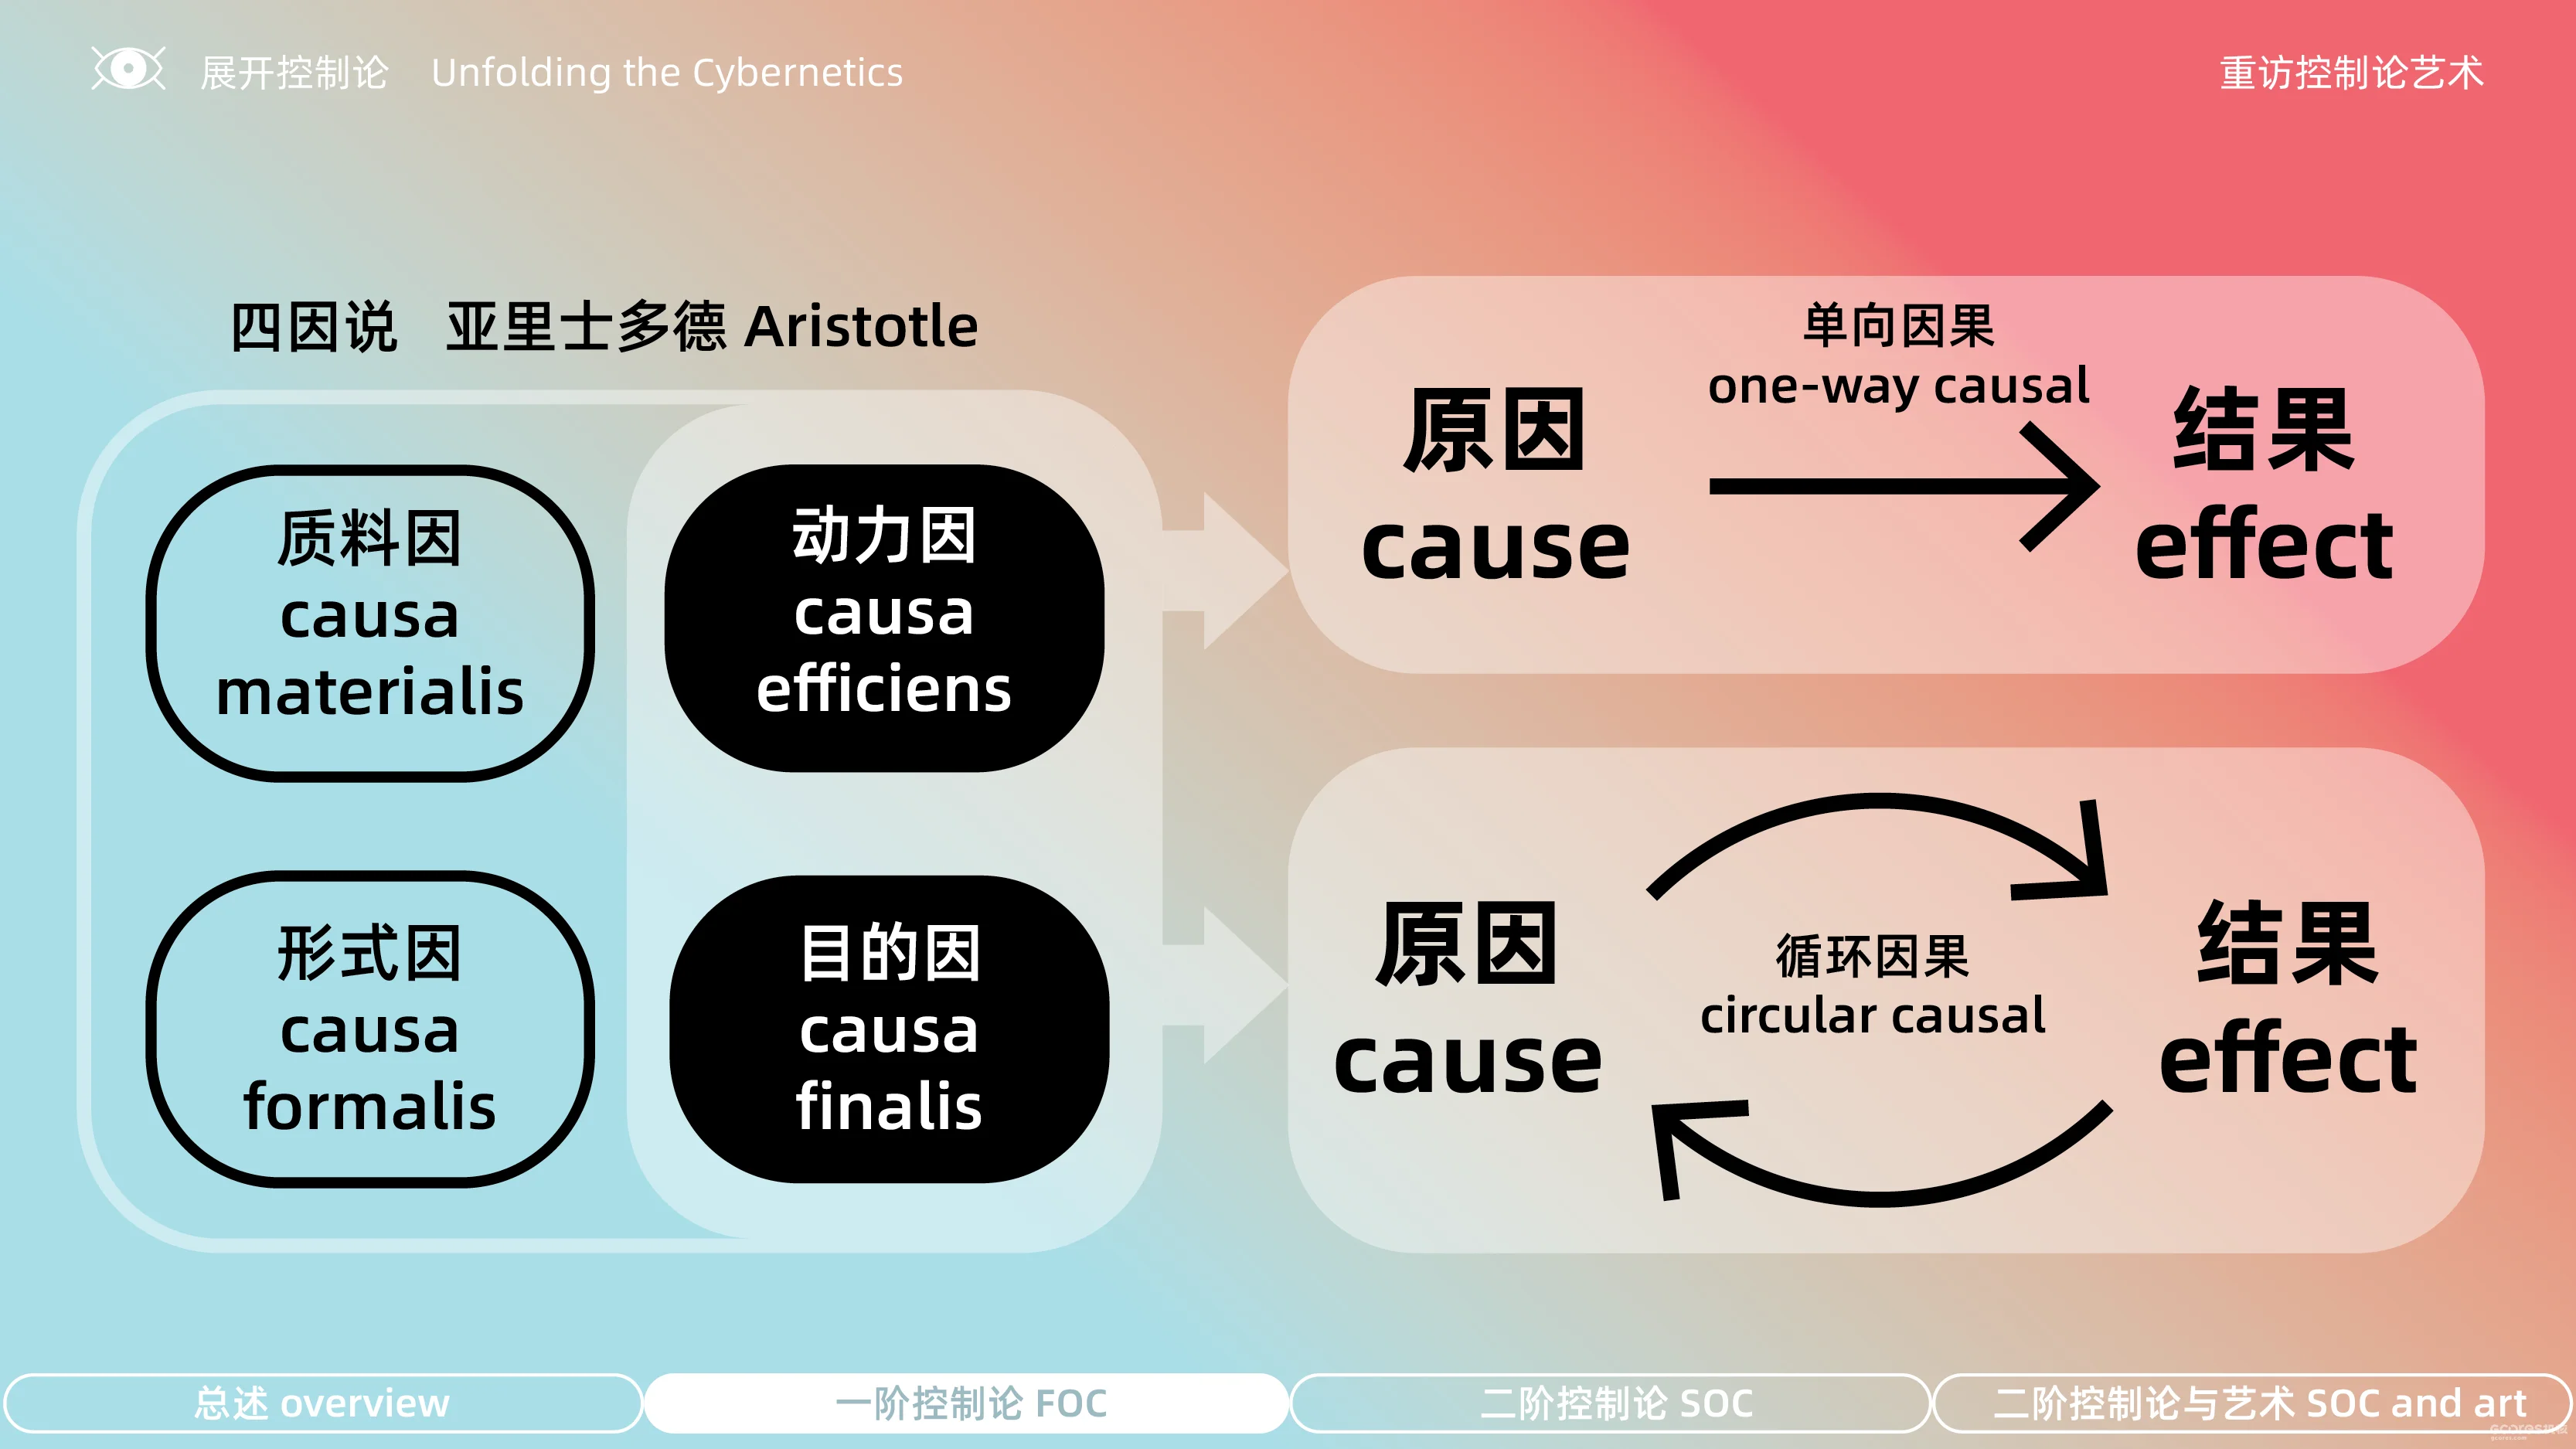 展开控制论 Unfolding the Cybernetics
重访控制论艺术
四因说 亚里士多德 Aristotle
质料因
causa
materialis
动力因
causa
efficiens
形式因
causa
formalis
目的因
causa
finalis
单向因果
one-way causal
原因
cause
结果
effect
循环因果
circular causal
原因
cause
结果
effect
总述 overview
一阶控制论 FOC
二阶控制论 SOC
二阶控制论与艺术 SOC and art